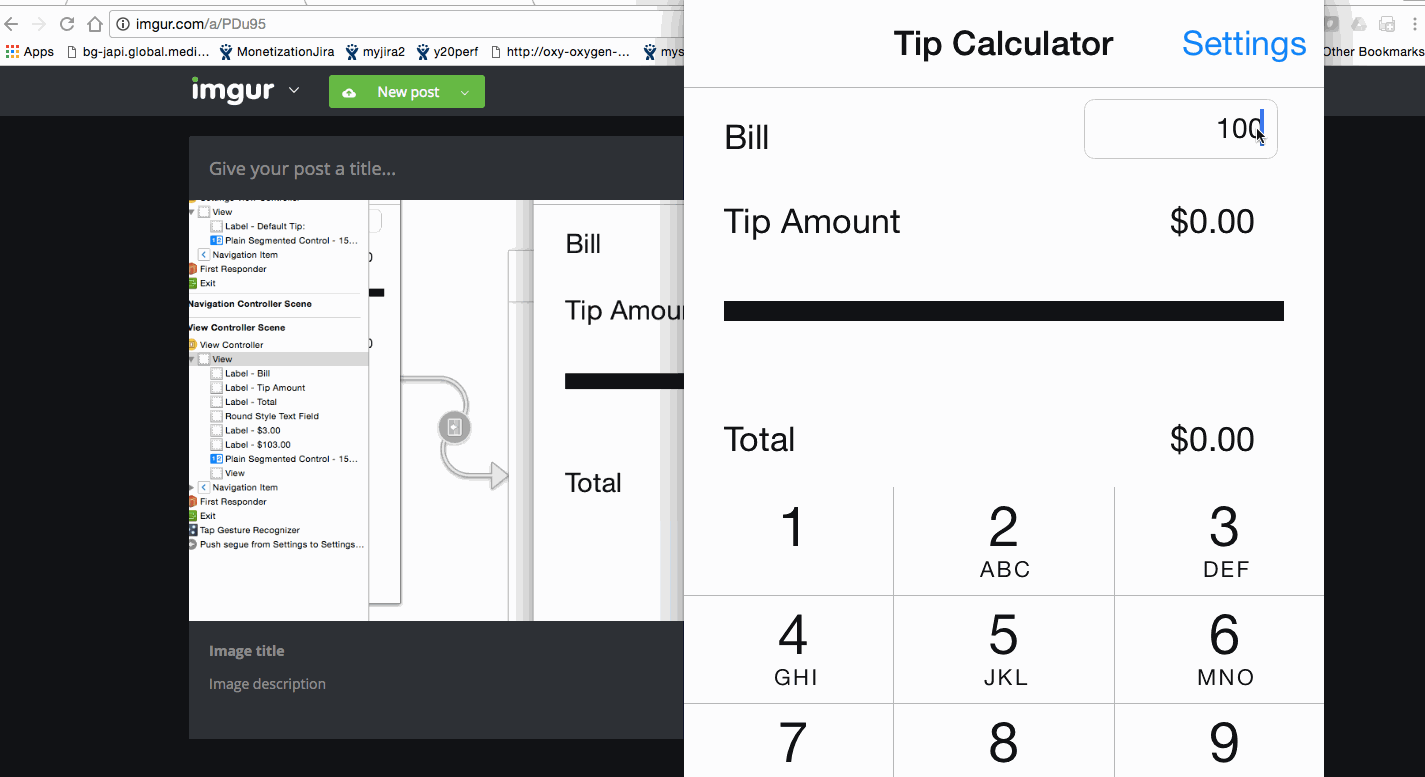 imgur.com/a/PDu95
Apps bg-japi.global.medi... MonetizationJira myjira2 y20perf http://oxy-oxygen-... mys
Other Bookmarks
imgur New post
Give your post a title...
View
Label - Default Tip:
Plain Segmented Control - 15...
Navigation Item
First Responder
Exit
Navigation Controller Scene
View Controller Scene
View Controller
View
Label - Bill
Label - Tip Amount
Label - Total
Round Style Text Field
Label - $3.00
Label - $103.00
Plain Segmented Control - 15...
View
Navigation Item
First Responder
Exit
Tap Gesture Recognizer
Push segue from Settings to Settings...
Bill
Tip Amou
Total
Image title
Image description
Tip Calculator Settings
Bill 100
Tip Amount $0.00
Total $0.00
1 2 3
ABC DEF
4 5 6
GHI JKL MNO
7 8 9